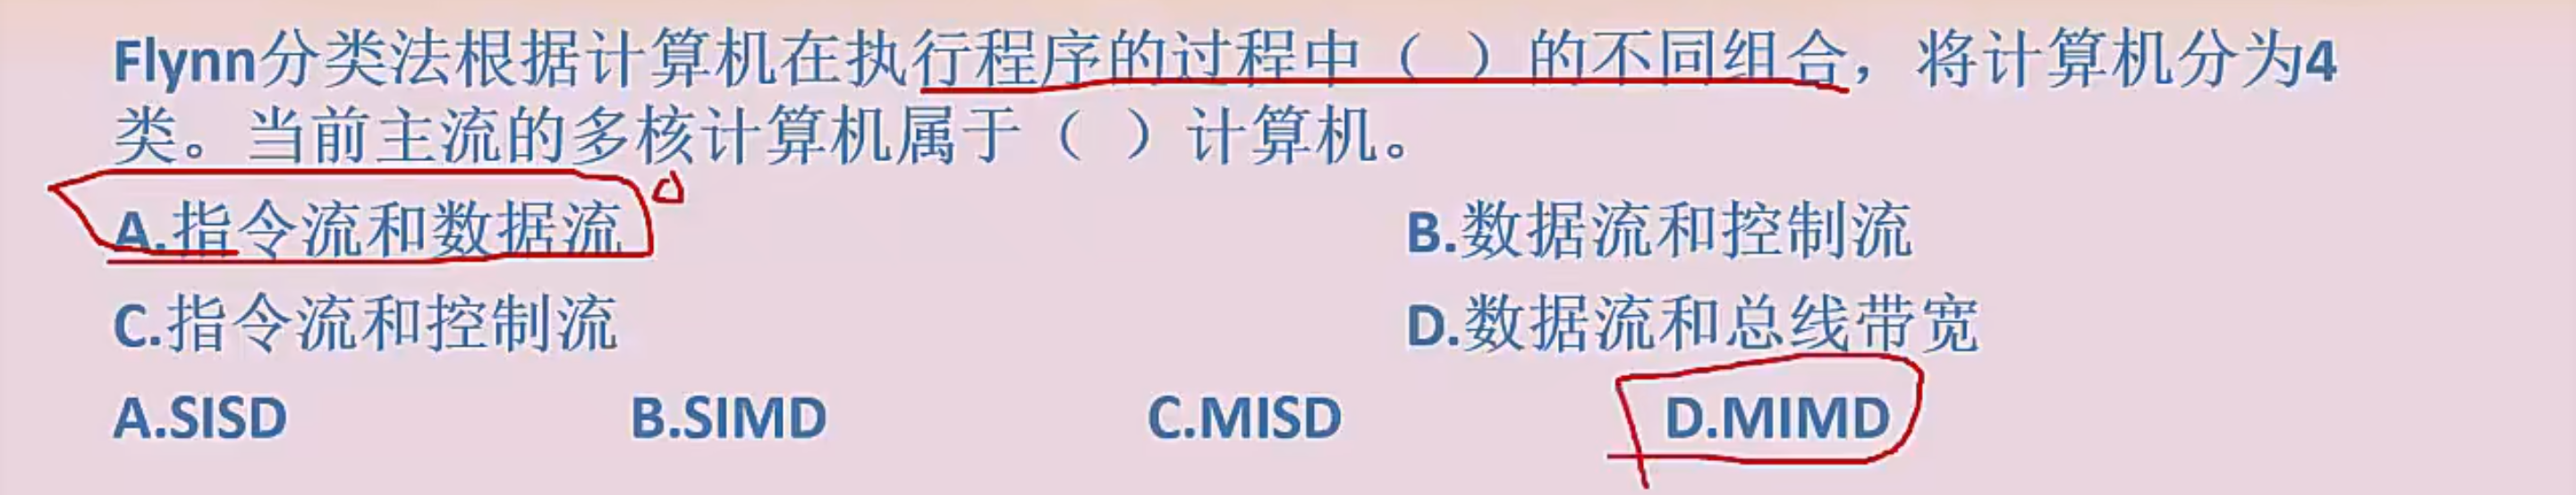 Flynn分类法根据计算机在执行程序的过程中（ ）的不同组合，将计算机分为4
类。当前主流的多核计算机属于（ ）计算机。
A.指令流和数据流 B.数据流和控制流
C.指令流和控制流 D.数据流和总线带宽
A.SISD B.SIMD C.MISD D.MIMD